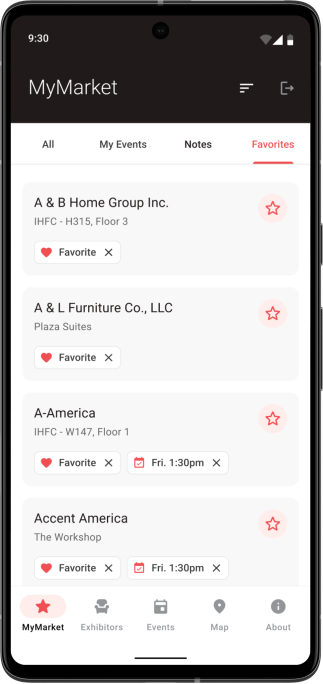 9:30
MyMarket
All My Events Notes Favorites
A & B Home Group Inc.
IHFC - H315, Floor 3
Favorite
A & L Furniture Co., LLC
Plaza Suites
Favorite
A-America
IHFC - W147, Floor 1
Favorite Fri. 1:30pm
Accent America
The Workshop
Favorite Fri. 1:30pm
MyMarket Exhibitors Events Map About